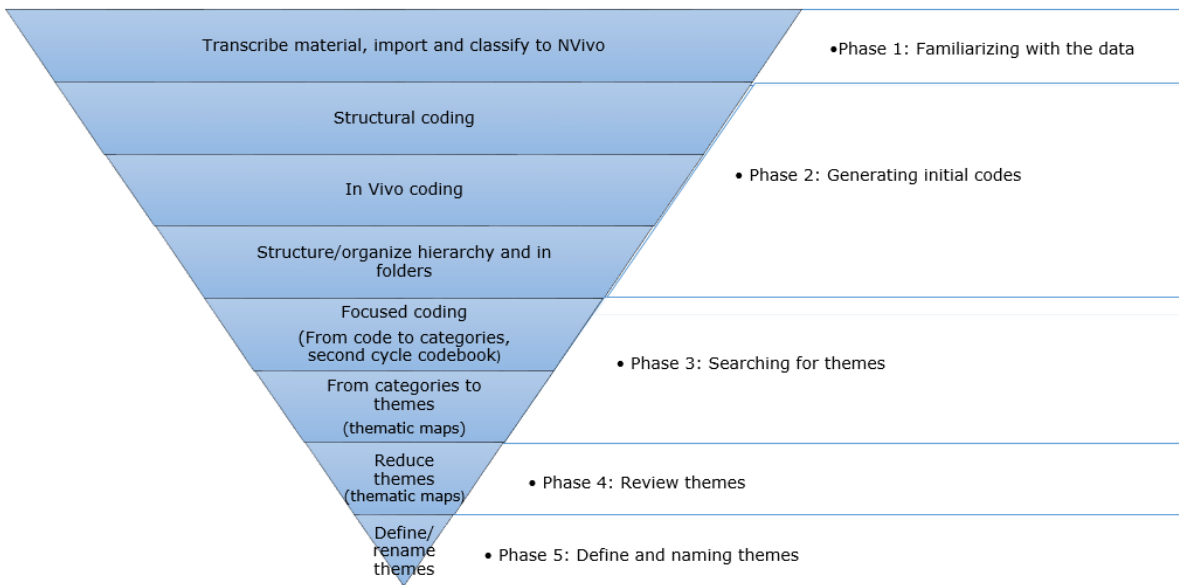 Transcribe material, import and classify to NVivo
•Phase 1: Familiarizing with the data
Structural coding
In Vivo coding
• Phase 2: Generating initial codes
Structure/organize hierarchy and in
folders
Focused coding
(From code to categories,
second cycle codebook)
• Phase 3: Searching for themes
From categories to
themes
(thematic maps)
Reduce
themes
(thematic maps)
• Phase 4: Review themes
Define/
rename
themes
• Phase 5: Define and naming themes